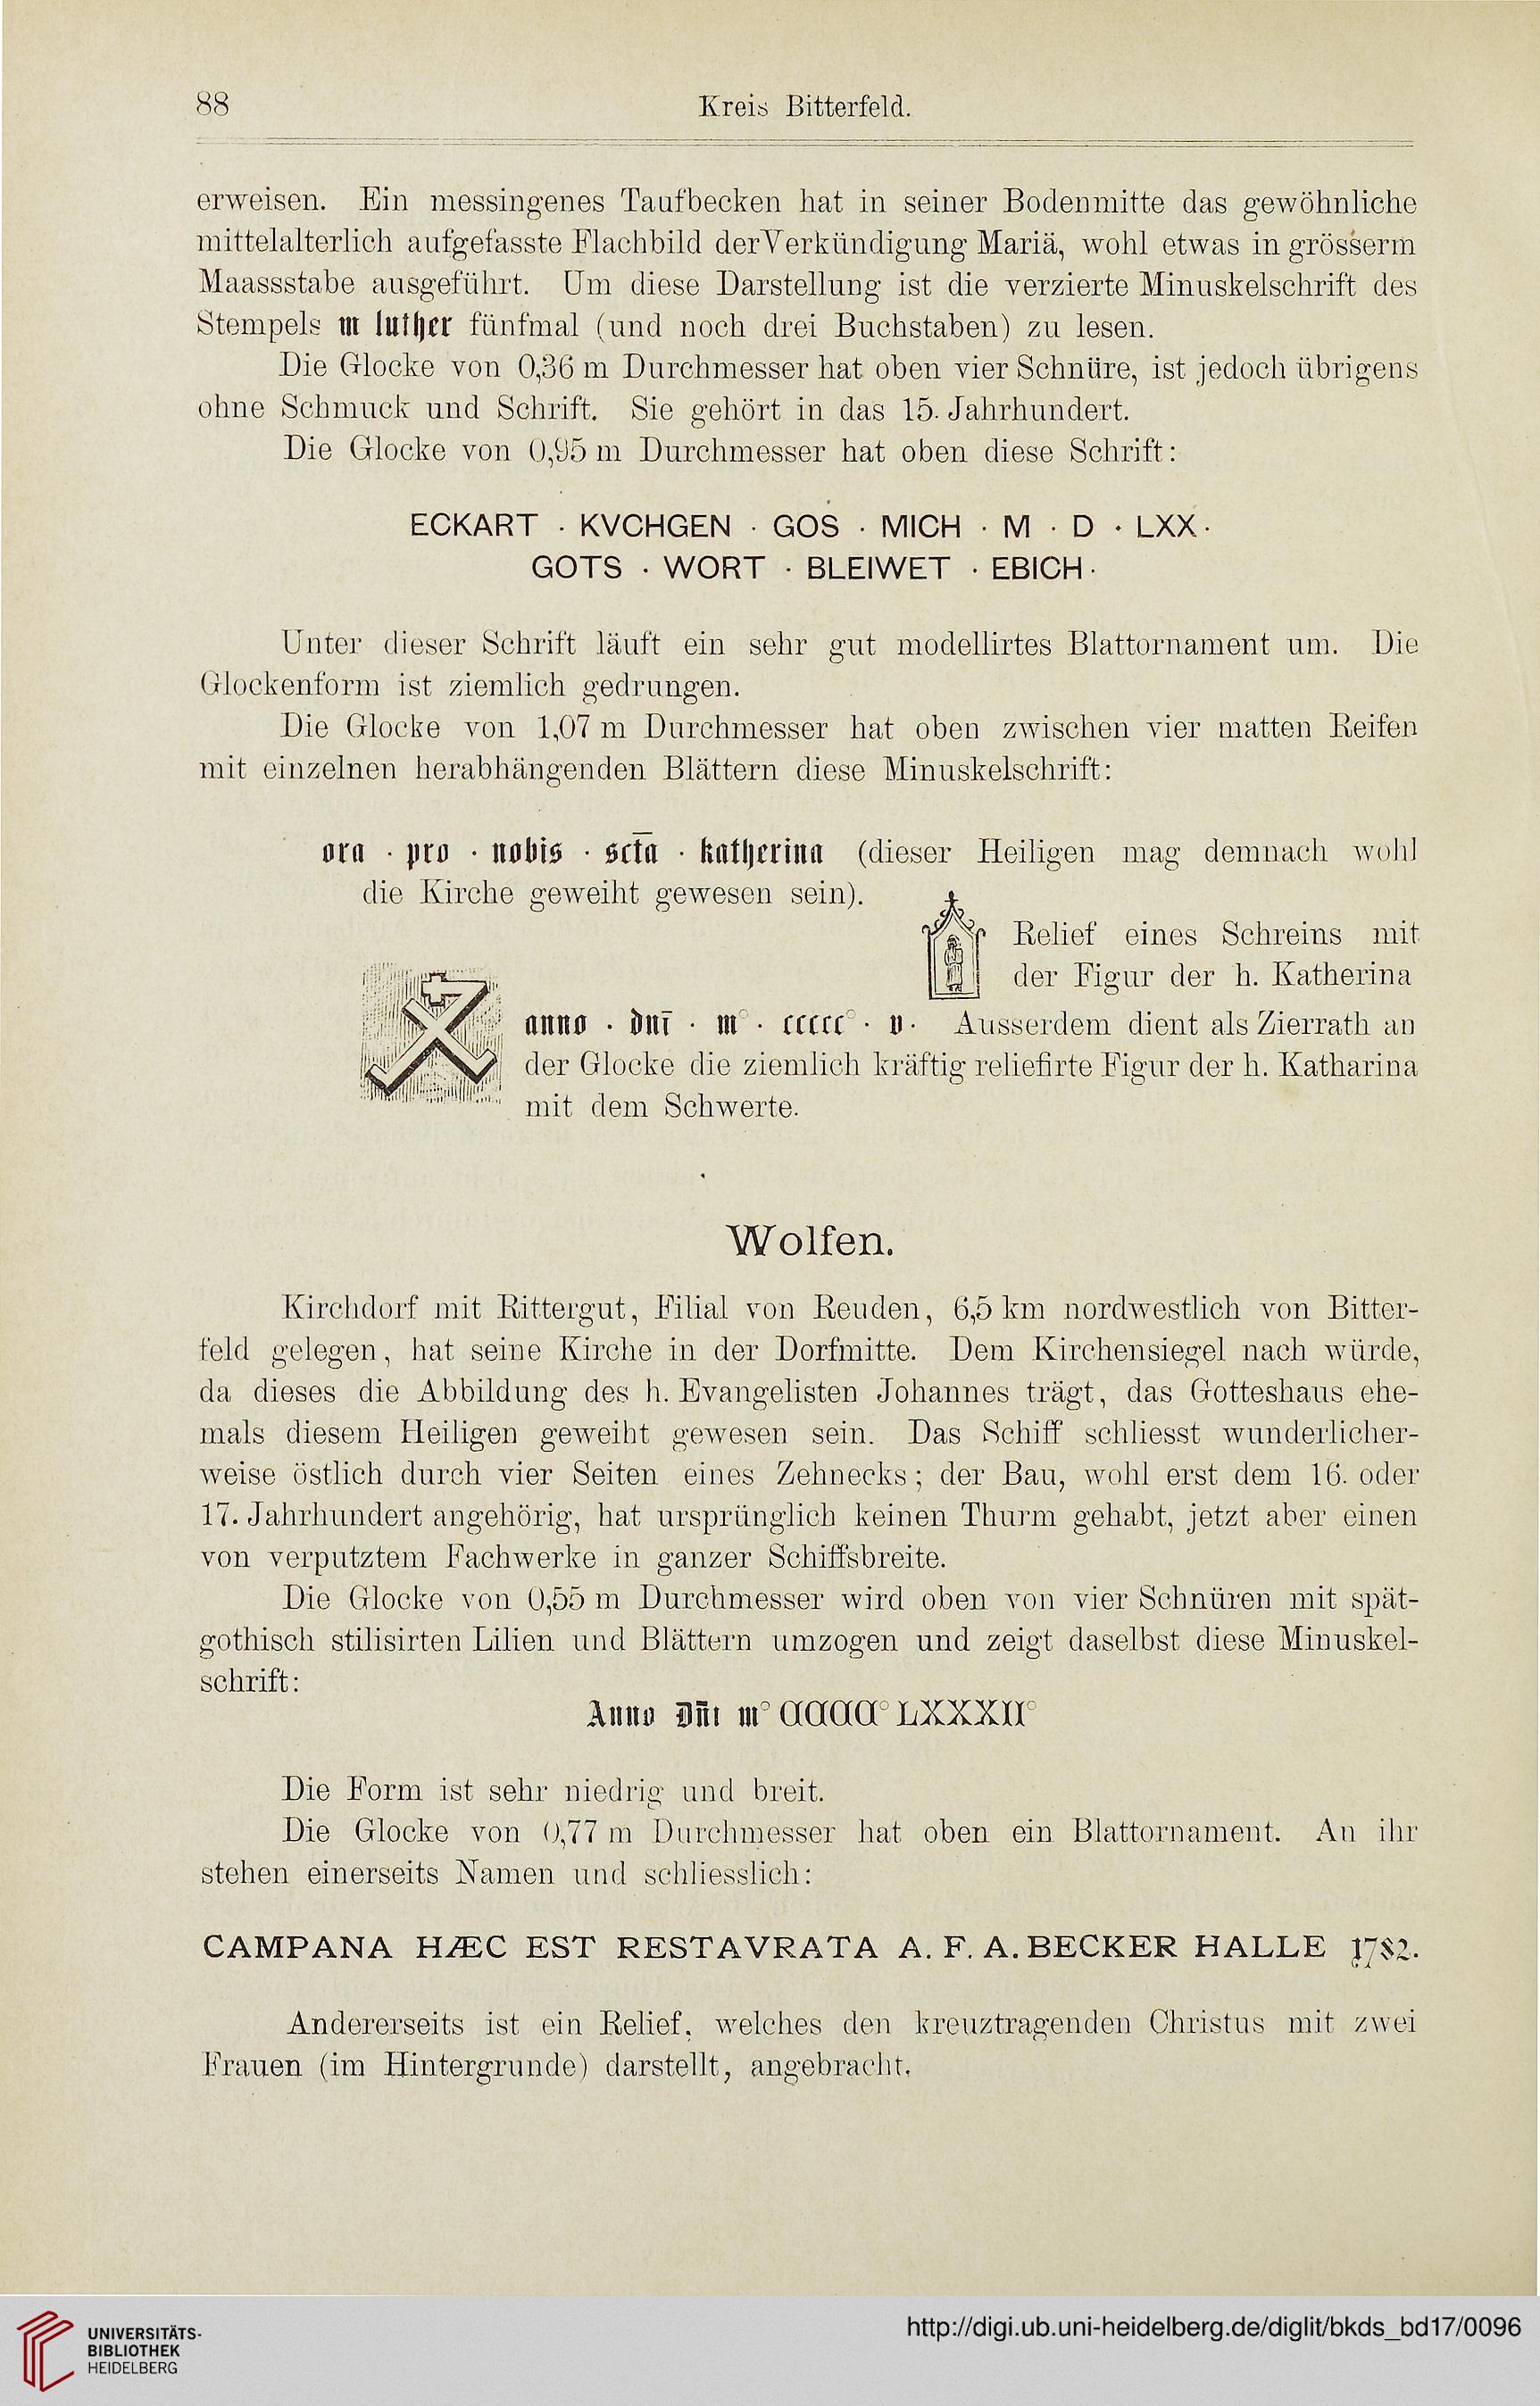 88
Kreis Bitterfeld.
erweisen. Ein messingenes Taufbecken hat in seiner Bodenmitte das gewöhnliche
mittelalterlich aufgefasste Flachbild der Verkündigung Mariä, wohl etwas in grösserm
Maassstabe ausgeführt. Um diese Darstellung ist die verzierte Minuskelschrift des
Stempels m luther fünfmal (und noch drei Buchstaben) zu lesen.
Die Glocke von 0,36 m Durchmesser hat oben vier Schnüre, ist jedoch übrigens
ohne Schmuck und Schrift. Sie gehört in das 15. Jahrhundert.
Die Glocke von 0,95 m Durchmesser hat oben diese Schrift:
ECKART · KVCHGEN · GOS · MICH · M · D · LXX ·
GOTS · WORT · BLEIWET · EBICH ·
Unter dieser Schrift läuft ein sehr gut modellirtes Blattornament um. Die
Glockenform ist ziemlich gedrungen.
Die Glocke von 1,07 m Durchmesser hat oben zwischen vier matten Reifen
mit einzelnen herabhängenden Blättern diese Minuskelschrift:
ora · pro · nobis · sct̅a · katherina (dieser Heiligen mag demnach wohl
die Kirche geweiht gewesen sein).
Relief eines Schreins mit
der Figur der h. Katherina
anno · dnī · m° · ccccc° · v · Ausserdem dient als Zierrath an
der Glocke die ziemlich kräftig reliefirte Figur der h. Katharina
mit dem Schwerte.
Wolfen.
Kirchdorf mit Rittergut, Filial von Reuden, 6,5 km nordwestlich von Bitter-
feld gelegen, hat seine Kirche in der Dorfmitte. Dem Kirchensiegel nach würde,
da dieses die Abbildung des h. Evangelisten Johannes trägt, das Gotteshaus ehe-
mals diesem Heiligen geweiht gewesen sein. Das Schiff schliesst wunderlicher-
weise östlich durch vier Seiten eines Zehnecks; der Bau, wohl erst dem 16. oder
17. Jahrhundert angehörig, hat ursprünglich keinen Thurm gehabt, jetzt aber einen
von verputztem Fachwerke in ganzer Schiffsbreite.
Die Glocke von 0,55 m Durchmesser wird oben von vier Schnüren mit spät-
gothisch stilisirten Lilien und Blättern umzogen und zeigt daselbst diese Minuskel-
schrift:
Anno Dn̄i m° CCCC° LXXXII°
Die Form ist sehr niedrig und breit.
Die Glocke von 0,77 m Durchmesser hat oben ein Blattornament. An ihr
stehen einerseits Namen und schliesslich:
CAMPANA HÆC EST RESTAVRATA A. F. A. BECKER HALLE 1782.
Andererseits ist ein Relief, welches den kreuztragenden Christus mit zwei
Frauen (im Hintergrunde) darstellt, angebracht.
UNIVERSITÄTS-
BIBLIOTHEK
HEIDELBERG
http://digi.ub.uni-heidelberg.de/diglit/bkds_bd17/0096